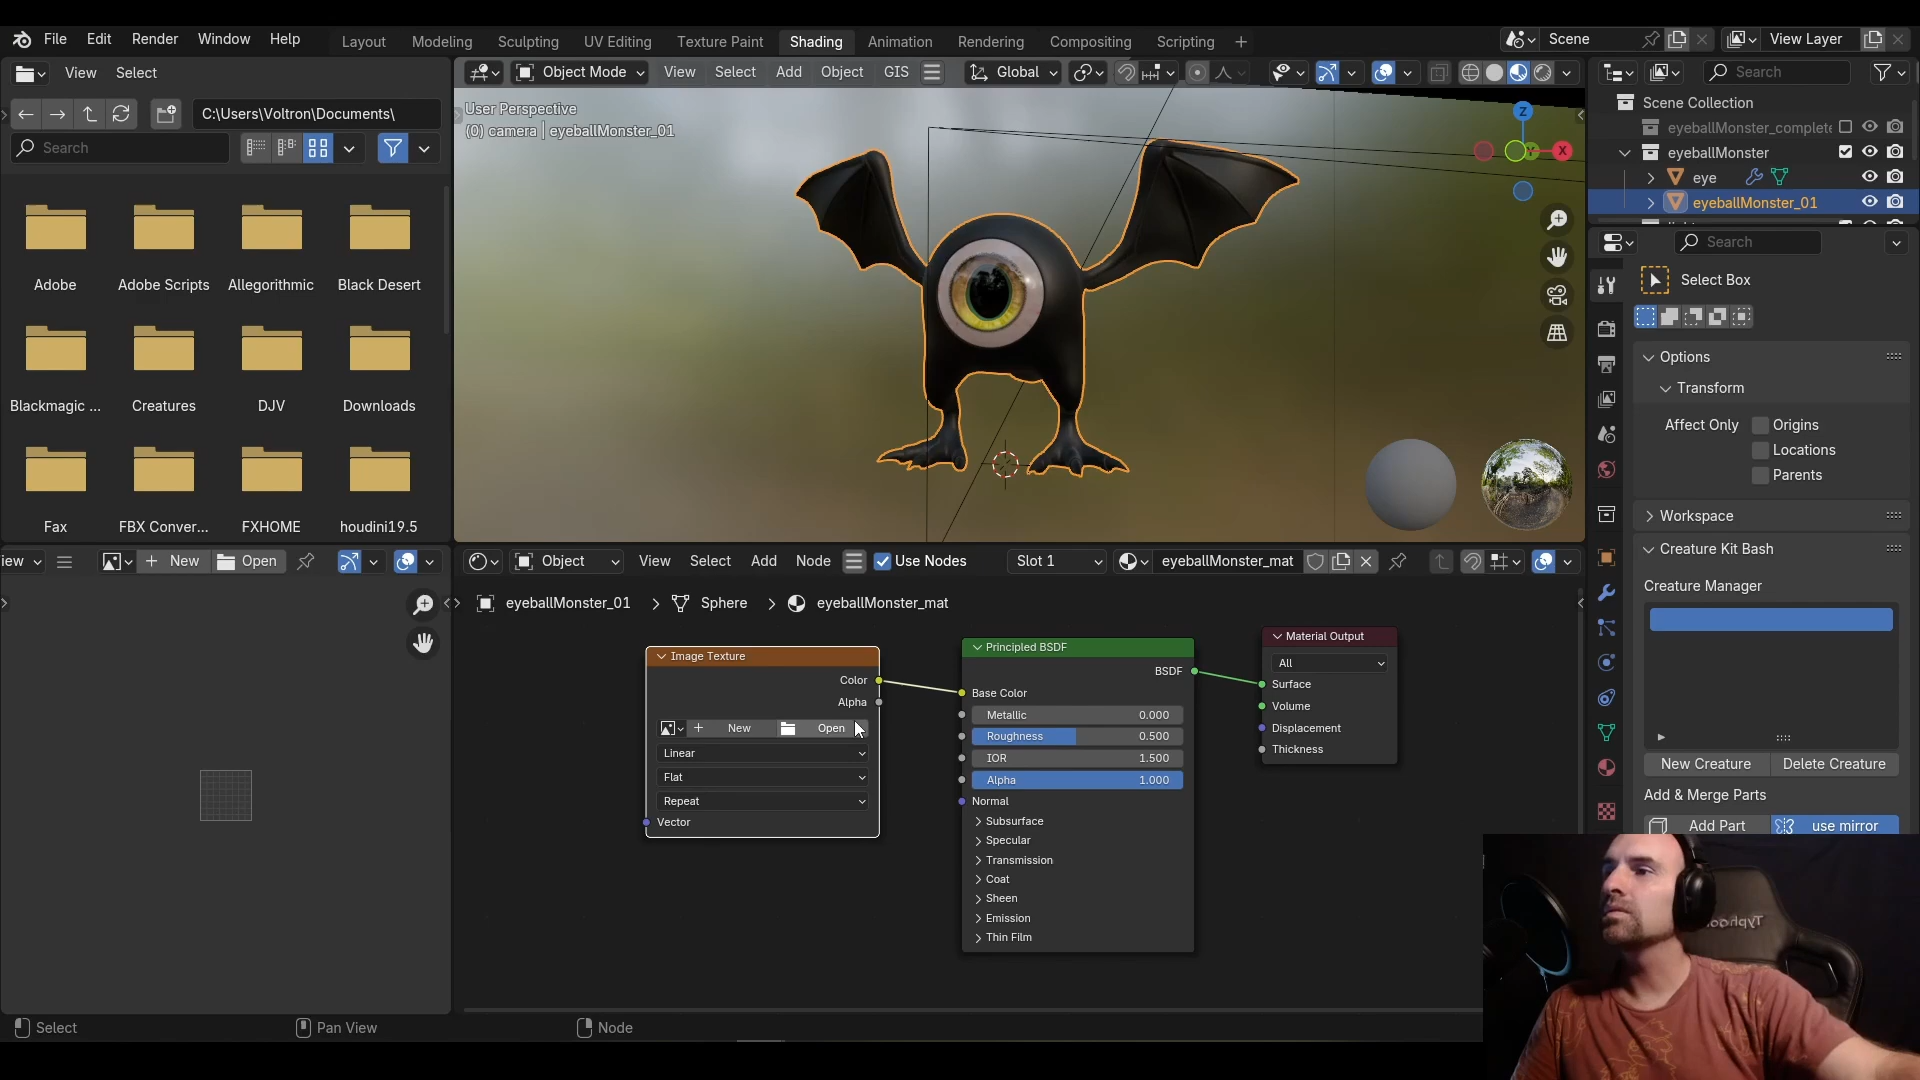 File Edit Render Window Help Layout Modeling Sculpting UV Editing Texture Paint Shading Animation Rendering Compositing Scripting + Scene View Layer
View Select
Object Mode View Select Add Object GIS Global
Search
C:\Users\Voltron\Documents\
Search
Adobe Adobe Scripts Allegorithmic Black Desert
Blackmagic ... Creatures DJV Downloads
Fax FBX Conver... FXHOME houdini19.5
User Perspective
(0) camera | eyeballMonster_01
Z
X
Scene Collection
eyeballMonster_complete
eyeballMonster
eye
eyeballMonster_01
Search
Select Box
Options
Transform
Affect Only Origins
Locations
Parents
Workspace
Creature Kit Bash
Creature Manager
New Creature Delete Creature
Add & Merge Parts
Add Part use mirror
iew New Open
Object View Select Add Node Use Nodes Slot 1 eyeballMonster_mat
eyeballMonster_01 > Sphere > eyeballMonster_mat
Image Texture
Color
Alpha
New Open
Linear
Flat
Repeat
Vector
Principled BSDF
BSDF
Base Color
Metallic 0.000
Roughness 0.500
IOR 1.500
Alpha 1.000
Normal
Subsurface
Specular
Transmission
Coat
Sheen
Emission
Thin Film
Material Output
All
Surface
Volume
Displacement
Thickness
Select Pan View Node